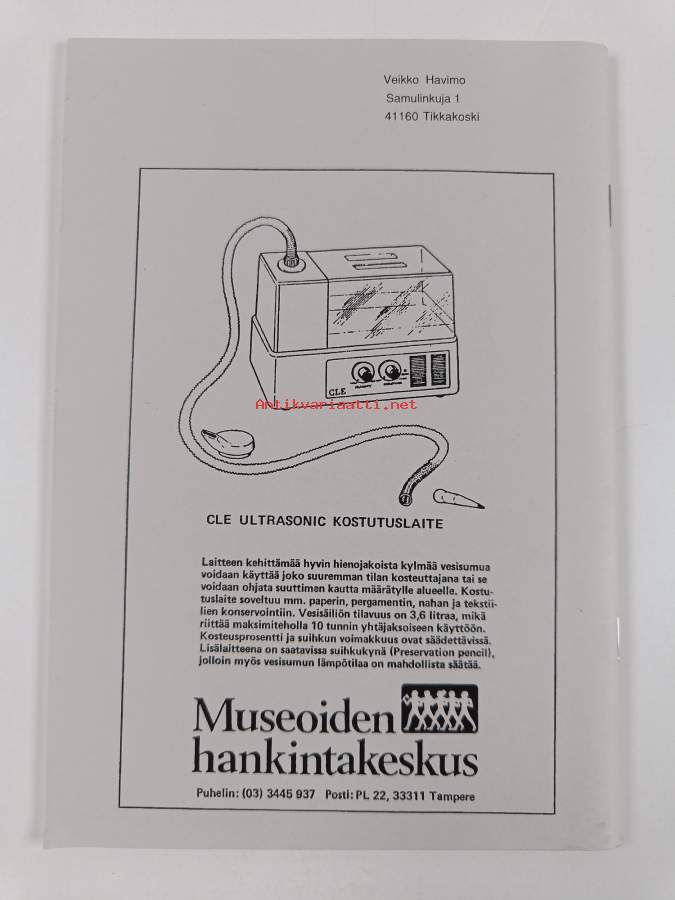 Veikko Havimo
Samulinkuja 1
41160 Tikkakoski
CLE
Antikvariaatti.net
CLE ULTRASONIC KOSTUTUSLAITE
Laitteen kehittämää hyvin hienojakoista kylmää vesisumua
voidaan käyttää joko suuremman tilan kosteuttajana tai se
voidaan ohjata suuttimen kautta määrätylle alueelle. Kostu-
tuslaite soveltuu mm. paperin, pergamentin, nahan ja tekstii-
lien konservointiin. Vesisäiliön tilavuus on 3,6 litraa, mikä
riittää maksimiteholla 10 tunnin yhtäjaksoiseen käyttöön.
Kosteusprosentti ja suihkun voimakkuus ovat säädettävissä.
Lisälaitteena on saatavissa suihkukynä (Preservation pencil),
jolloin myös vesisumun lämpötilaa on mahdollista säätää.
Museoiden
hankintakeskus
Puhelin: (03) 3445 937 Posti: PL 22, 33311 Tampere